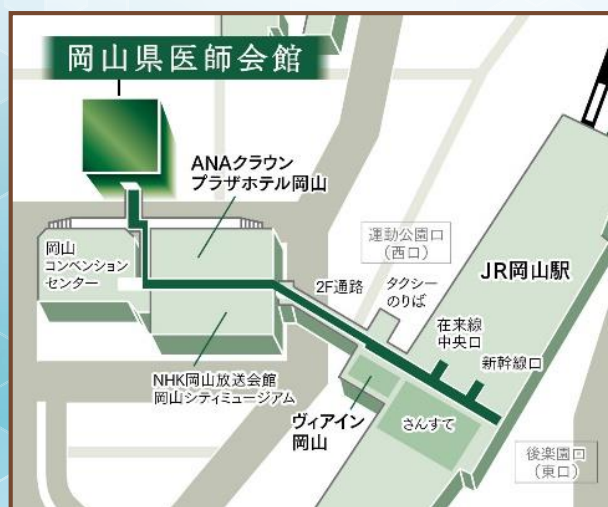 岡山県医師会館
ANAクラウン
プラザホテル岡山
岡山
コンベンション
センター
運動公園口
(西口)
JR岡山駅
2F通路
タクシー
のりば
在来線
中央口
新幹線口
NHK岡山放送会館
岡山シティミュージアム
ヴィアイン
岡山
さんすて
後楽園口
(東口)